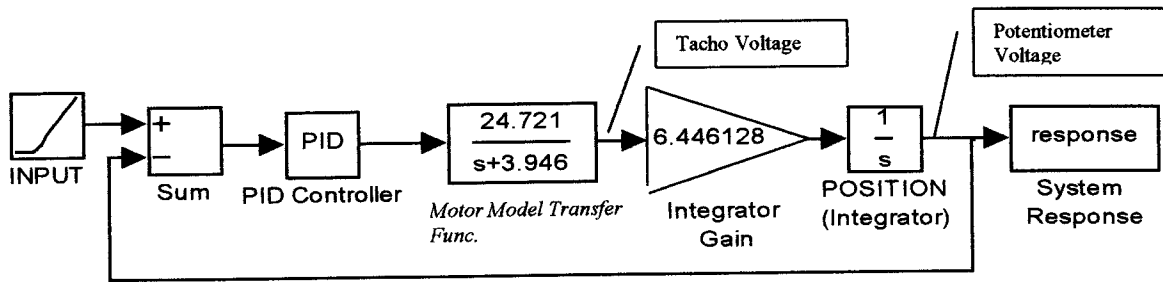 Tacho Voltage
Potentiometer
Voltage
INPUT
+
−
Sum
PID
PID Controller
24.721
s+3.946
Motor Model Transfer
Func.
6.446128
Integrator
Gain
1
s
POSITION
(Integrator)
response
System
Response